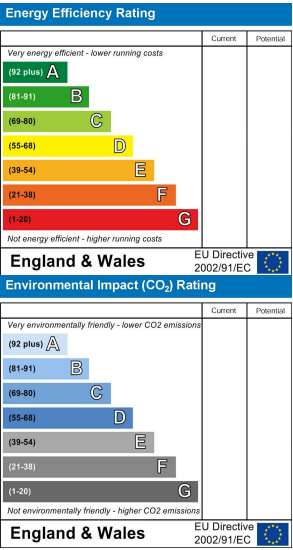 Energy Efficiency Rating
Current Potential
Very energy efficient - lower running costs
(92 plus) A
(81-91) B
(69-80) C
(55-68) D
(39-54) E
(21-38) F
(1-20) G
Not energy efficient - higher running costs
England & Wales
EU Directive
2002/91/EC
Environmental Impact (CO₂) Rating
Current Potential
Very environmentally friendly - lower CO2 emissions
(92 plus) A
(81-91) B
(69-80) C
(55-68) D
(39-54) E
(21-38) F
(1-20) G
Not environmentally friendly - higher CO2 emissions
England & Wales
EU Directive
2002/91/EC